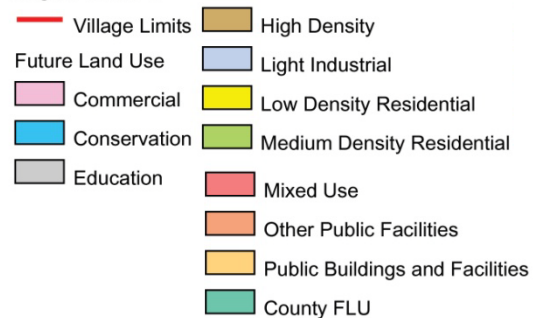 Village Limits
Future Land Use
Commercial
Conservation
Education
High Density
Light Industrial
Low Density Residential
Medium Density Residential
Mixed Use
Other Public Facilities
Public Buildings and Facilities
County FLU